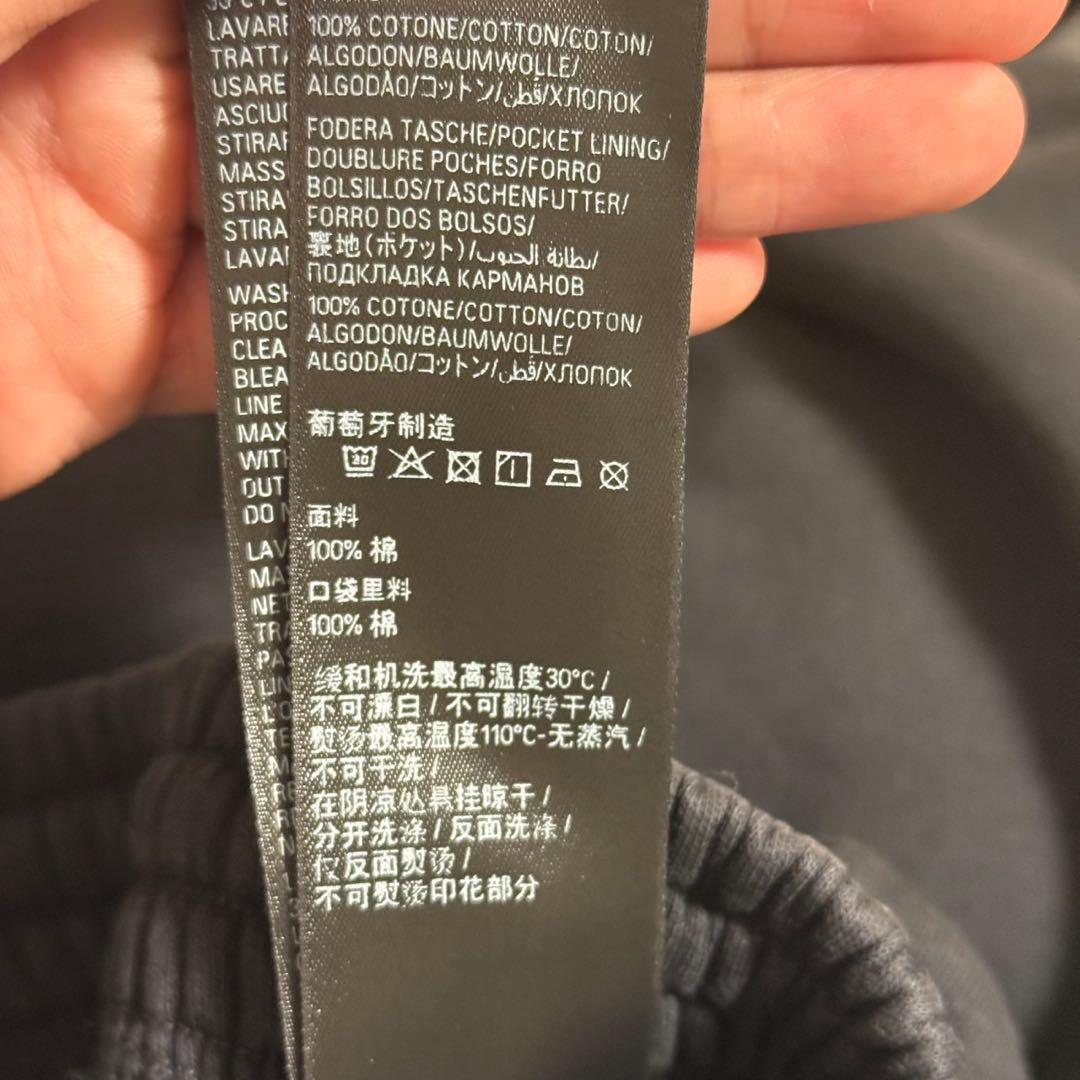 LAVARE
TRATTA
USARE
ASCIUG
STIRAR
MASS
STIRA
STIRA
LAVAR
WASH
PROC
CLEA
BLEA
LINE
MAX
WITH
OUT
DO N
LAV
MA
NET
TRA
PA
LIN
100% COTONE/COTTON/COTON/
ALGODON/BAUMWOLLE/
ALGODÃO/コットン/قطن/ХЛОПОК
FODERA TASCHE/POCKET LINING/
DOUBLURE POCHES/FORRO
BOLSILLOS/TASCHENFUTTER/
FORRO DOS BOLSOS/
裏地(ポケット)/بطانة الجيوب/
ПОДКЛАДКА КАРМАНОВ
100% COTONE/COTTON/COTON/
ALGODON/BAUMWOLLE/
ALGODÃO/コットン/قطن/ХЛОПОК
葡萄牙制造
30
面料
100% 棉
口袋里料
100% 棉
缓和机洗最高温度30°C/
不可漂白/不可翻转干燥/
熨烫最高温度110°C-无蒸汽/
不可干洗/
在阴凉处悬挂晾干/
分开洗涤/反面洗涤/
仅反面熨烫/
不可熨烫印花部分